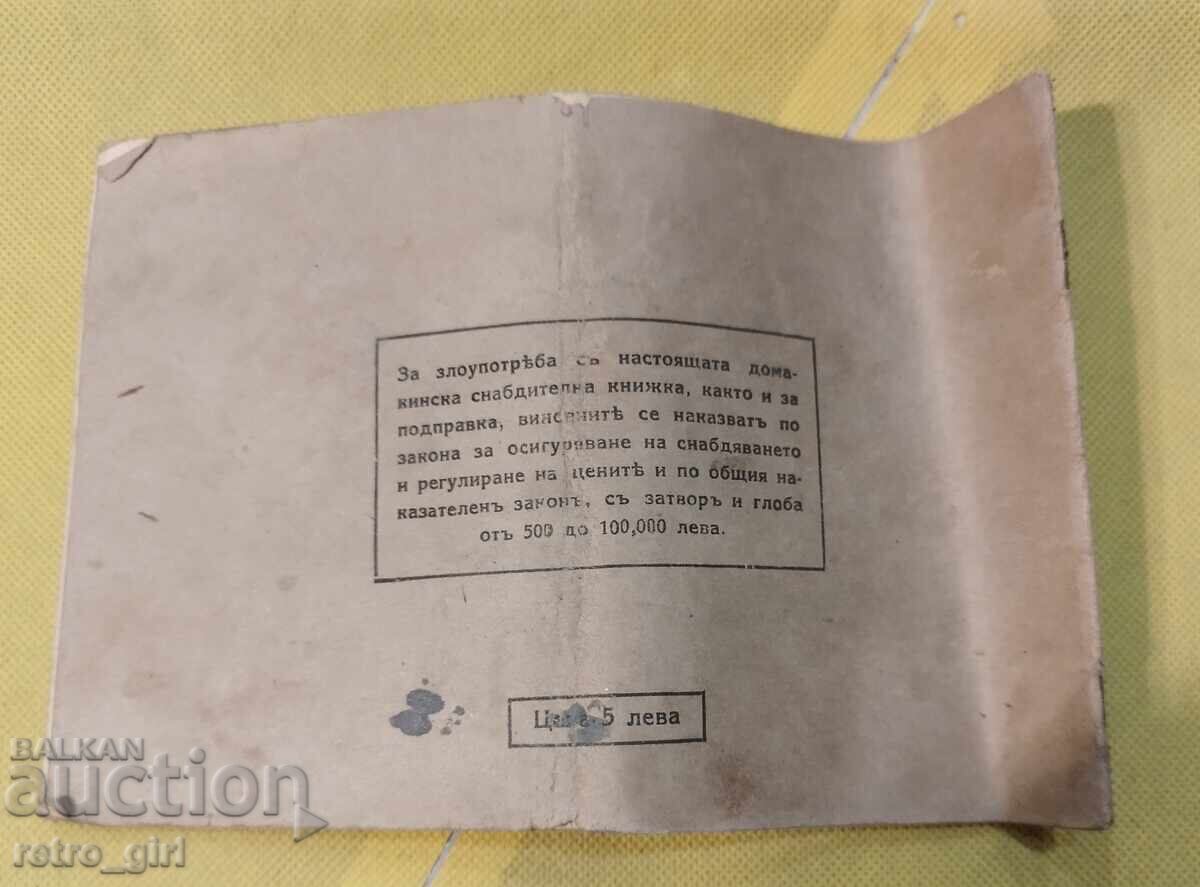 За злоупотрѣба съ настоящата дома-
кинска снабдителна книжка, както и за
подправка, виновнитѣ се наказватъ по
закона за осигуряване на снабдяването
и регулиране на ценитѣ и по общия на-
казателенъ законъ, съ затворъ и глоба
отъ 500 до 100,000 лева.
Цена 5 лева
BALKAN
auction
retro_girl